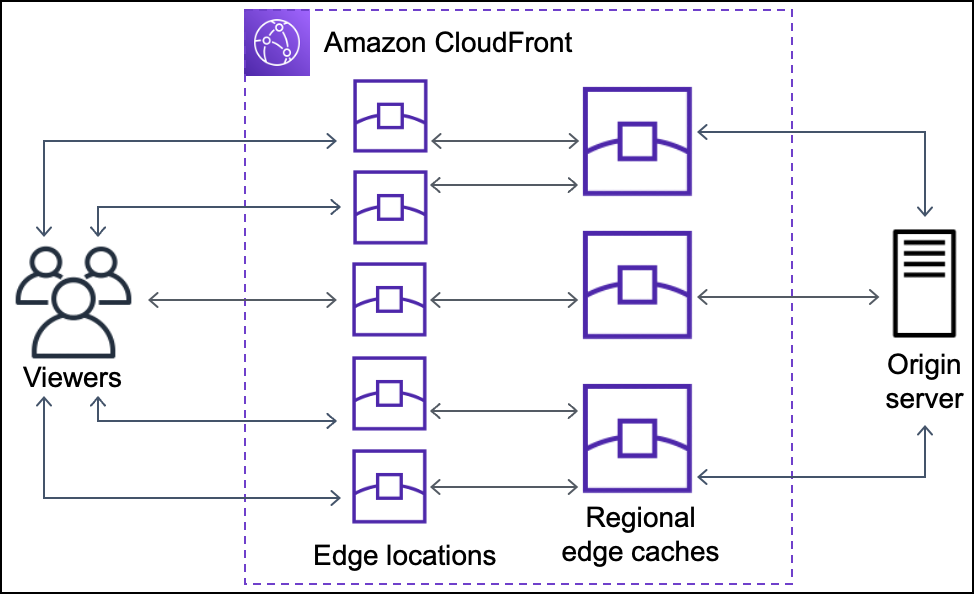 Amazon CloudFront
Viewers
Origin
server
Edge locations
Regional
edge caches